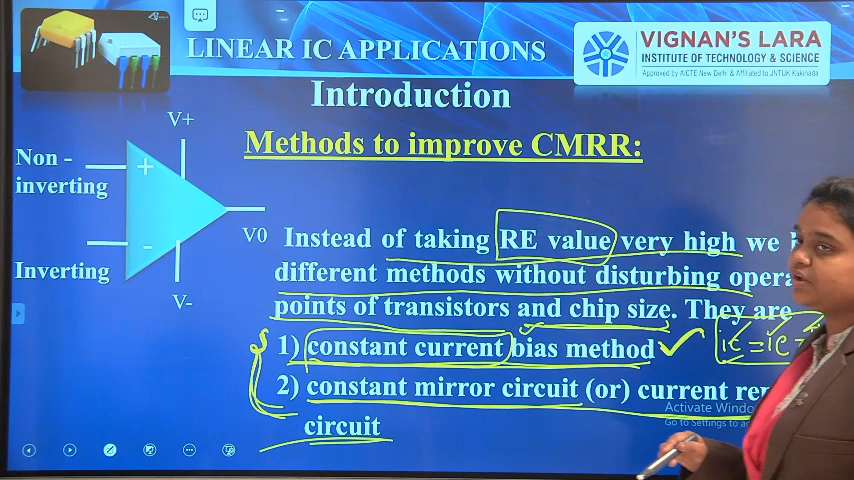 LINEAR IC APPLICATIONS
VIGNAN'S LARA
INSTITUTE OF TECHNOLOGY & SCIENCE
Approved by AICTE New Delhi & Affiliated to JNTUK Kakinada
Introduction
V+
Methods to improve CMRR:
Non -
inverting
+
V0
-
Inverting
V-
Instead of taking RE value very high we
different methods without disturbing opera
points of transistors and chip size. They are
1) constant current bias method
2) constant mirror circuit (or) current rep
circuit
Activate Windo
Go to Settings to ac